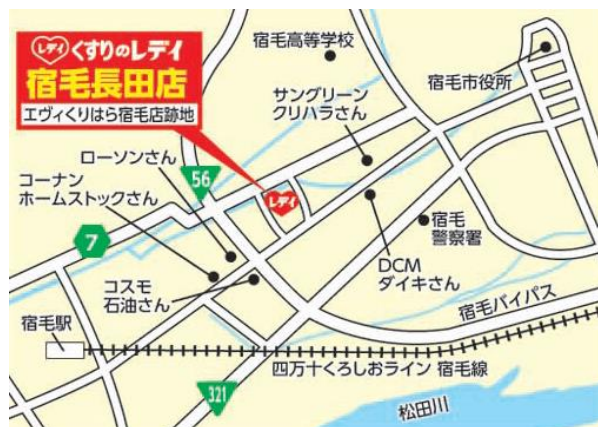 レディ くすりのレディ
宿毛長田店
エヴィくりはら宿毛店跡地
宿毛高等学校
宿毛市役所
サングリーン
クリハラさん
ローソンさん
56
コーナン
ホームストックさん
レディ
7
宿毛
警察署
DCM
ダイキさん
コスモ
石油さん
宿毛バイパス
宿毛駅
四万十くろしおライン 宿毛線
321
松田川